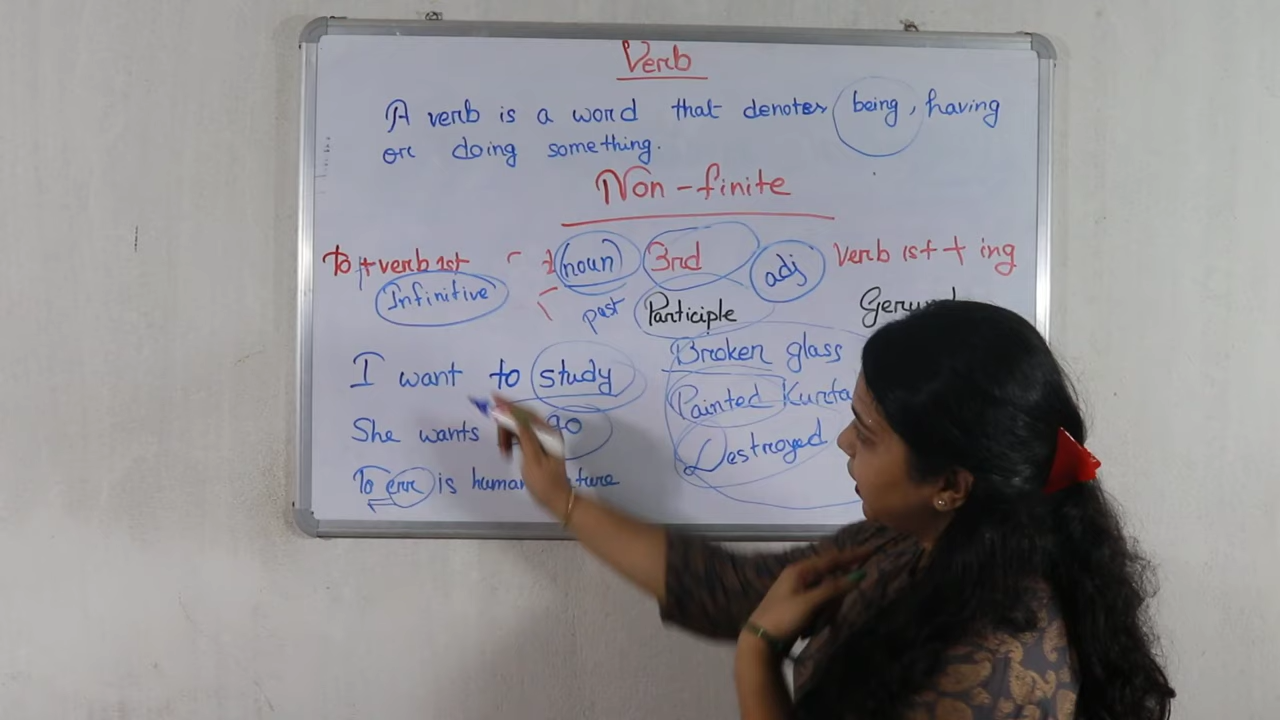 Verb
A verb is a word that denotes being, having
or doing something.
Non-finite
To + verb 1st noun 3rd adj Verb 1st + ing
Infinitive past Participle
I want to study
She wants go
To err is human
Broken glass
Painted Kurta
Destroyed